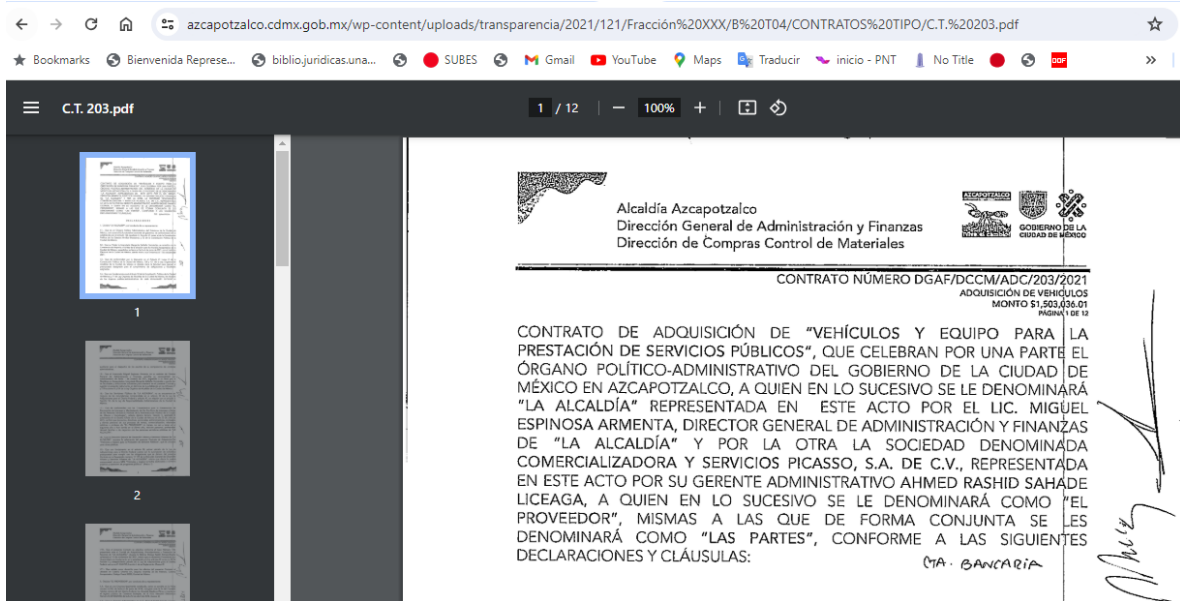 azcapotzalco.cdmx.gob.mx/wp-content/uploads/transparencia/2021/121/Fracción%20XXX/B%20T04/CONTRATOS%20TIPO/C.T.%20203.pdf
Bookmarks Bienvenida Represe... biblio.juridicas.una... SUBES Gmail YouTube Maps Traducir inicio - PNT No Title DOF »
C.T. 203.pdf 1 / 12 — 100% +
1
2
Alcaldía Azcapotzalco
Dirección General de Administración y Finanzas
Dirección de Compras Control de Materiales
AZCAPOTZALCO
GOBIERNO DE LA
CIUDAD DE MÉXICO
CONTRATO NÚMERO DGAF/DCCM/ADC/203/2021
ADQUISICIÓN DE VEHICULOS
MONTO $1,503,036.01
PÁGINA 1 DE 12
CONTRATO DE ADQUISICIÓN DE "VEHÍCULOS Y EQUIPO PARA LA
PRESTACIÓN DE SERVICIOS PÚBLICOS", QUE CELEBRAN POR UNA PARTE EL
ÓRGANO POLÍTICO-ADMINISTRATIVO DEL GOBIERNO DE LA CIUDAD DE
MÉXICO EN AZCAPOTZALCO, A QUIEN EN LO SUCESIVO SE LE DENOMINARÁ
"LA ALCALDÍA" REPRESENTADA EN ESTE ACTO POR EL LIC. MIGUEL
ESPINOSA ARMENTA, DIRECTOR GENERAL DE ADMINISTRACIÓN Y FINANZAS
DE "LA ALCALDÍA" Y POR LA OTRA LA SOCIEDAD DENOMINADA
COMERCIALIZADORA Y SERVICIOS PICASSO, S.A. DE C.V., REPRESENTADA
EN ESTE ACTO POR SU GERENTE ADMINISTRATIVO AHMED RASHID SAHADE
LICEAGA, A QUIEN EN LO SUCESIVO SE LE DENOMINARÁ COMO "EL
PROVEEDOR", MISMAS A LAS QUE DE FORMA CONJUNTA SE LES
DENOMINARÁ COMO "LAS PARTES", CONFORME A LAS SIGUIENTES
DECLARACIONES Y CLÁUSULAS:
CTA. BANCARIA